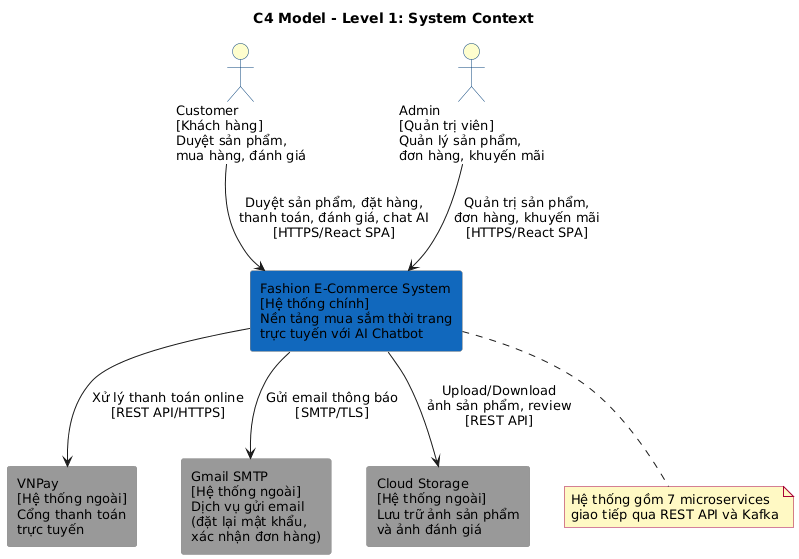 C4 Model - Level 1: System Context
Customer
[Khách hàng]
Duyệt sản phẩm,
mua hàng, đánh giá
Admin
[Quản trị viên]
Quản lý sản phẩm,
đơn hàng, khuyến mãi
Duyệt sản phẩm, đặt hàng,
thanh toán, đánh giá, chat AI
[HTTPS/React SPA]
Quản trị sản phẩm,
đơn hàng, khuyến mãi
[HTTPS/React SPA]
Fashion E-Commerce System
[Hệ thống chính]
Nền tảng mua sắm thời trang
trực tuyến với AI Chatbot
Xử lý thanh toán online
[REST API/HTTPS]
Gửi email thông báo
[SMTP/TLS]
Upload/Download
ảnh sản phẩm, review
[REST API]
VNPay
[Hệ thống ngoài]
Cổng thanh toán
trực tuyến
Gmail SMTP
[Hệ thống ngoài]
Dịch vụ gửi email
(đặt lại mật khẩu,
xác nhận đơn hàng)
Cloud Storage
[Hệ thống ngoài]
Lưu trữ ảnh sản phẩm
và ảnh đánh giá
Hệ thống gồm 7 microservices
giao tiếp qua REST API và Kafka